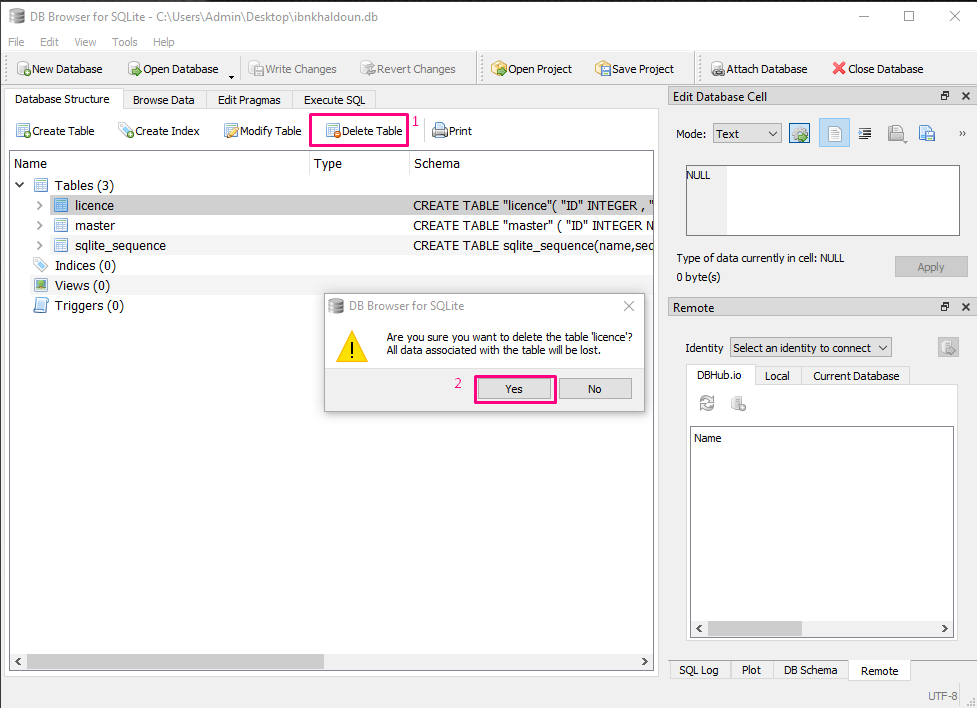 DB Browser for SQLite - C:\Users\Admin\Desktop\ibnkhaldoun.db
File Edit View Tools Help
New Database Open Database Write Changes Revert Changes Open Project Save Project Attach Database Close Database
Database Structure Browse Data Edit Pragmas Execute SQL
Create Table Create Index Modify Table Delete Table 1 Print
Name Type Schema
Tables (3)
licence CREATE TABLE "licence"( "ID" INTEGER , "
master CREATE TABLE "master" ( "ID" INTEGER N
sqlite_sequence CREATE TABLE sqlite_sequence(name,seq
Indices (0)
Views (0)
Triggers (0)
DB Browser for SQLite
Are you sure you want to delete the table 'licence'?
All data associated with the table will be lost.
2 Yes No
Edit Database Cell
Mode: Text »
NULL
Type of data currently in cell: NULL
0 byte(s)
Apply
Remote
Identity Select an identity to connect
DBHub.io Local Current Database
Name
SQL Log Plot DB Schema Remote
UTF-8